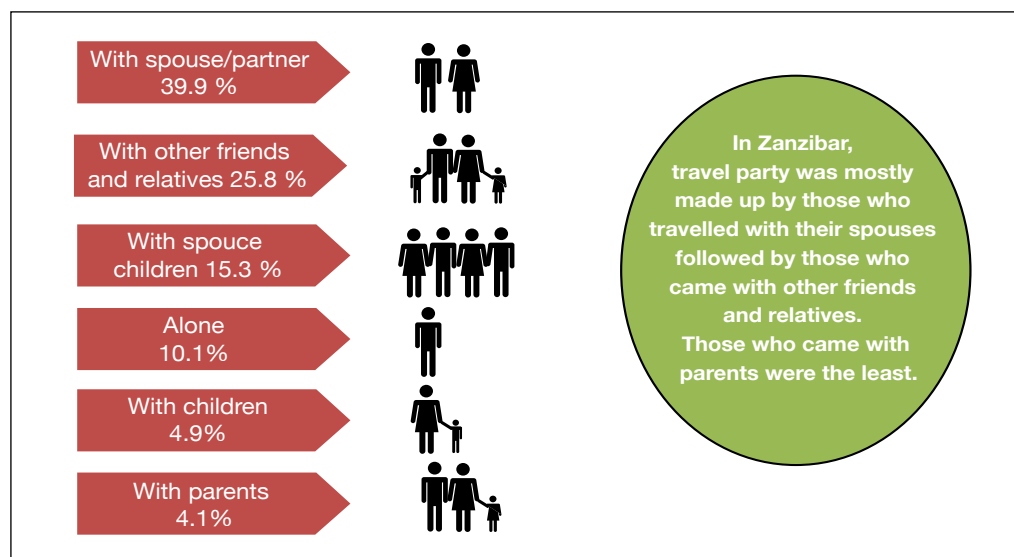 With spouse/partner
39.9 %
With other friends
and relatives 25.8 %
With spouce
children 15.3 %
Alone
10.1%
With children
4.9%
With parents
4.1%
In Zanzibar,
travel party was mostly
made up by those who
travelled with their spouses
followed by those who
came with other friends
and relatives.
Those who came with
parents were the least.